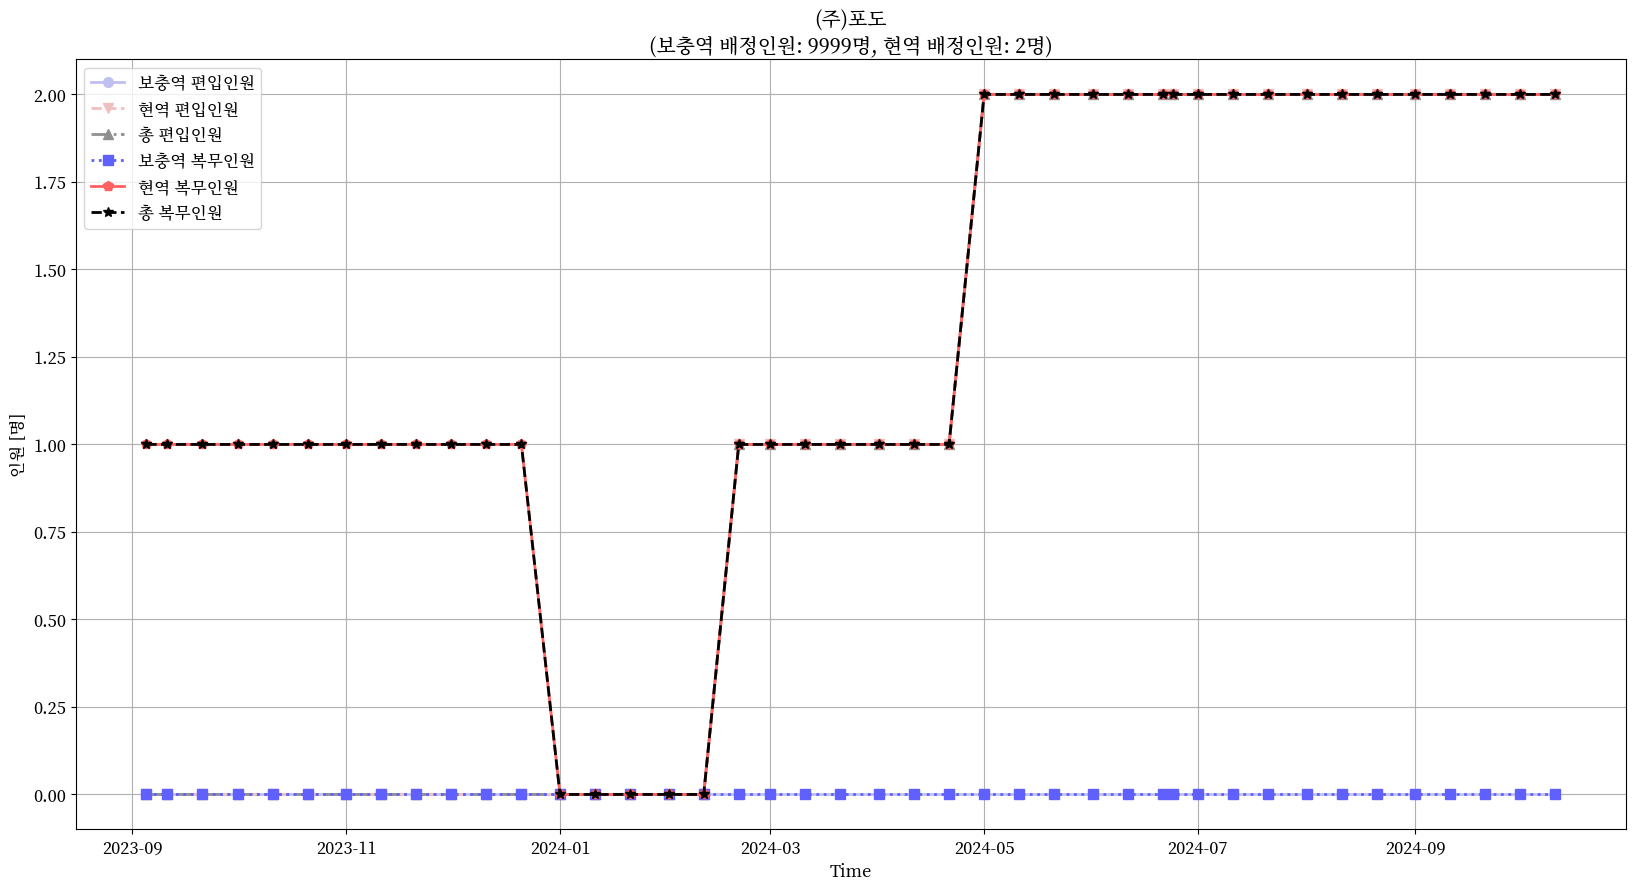 (주)포도
(보충역 배정인원: 9999명, 현역 배정인원: 2명)
보충역 편입인원
현역 편입인원
총 편입인원
보충역 복무인원
현역 복무인원
총 복무인원
인원 [명]
2.00
1.75
1.50
1.25
1.00
0.75
0.50
0.25
0.00
2023-09 2023-11 2024-01 2024-03 2024-05 2024-07 2024-09
Time